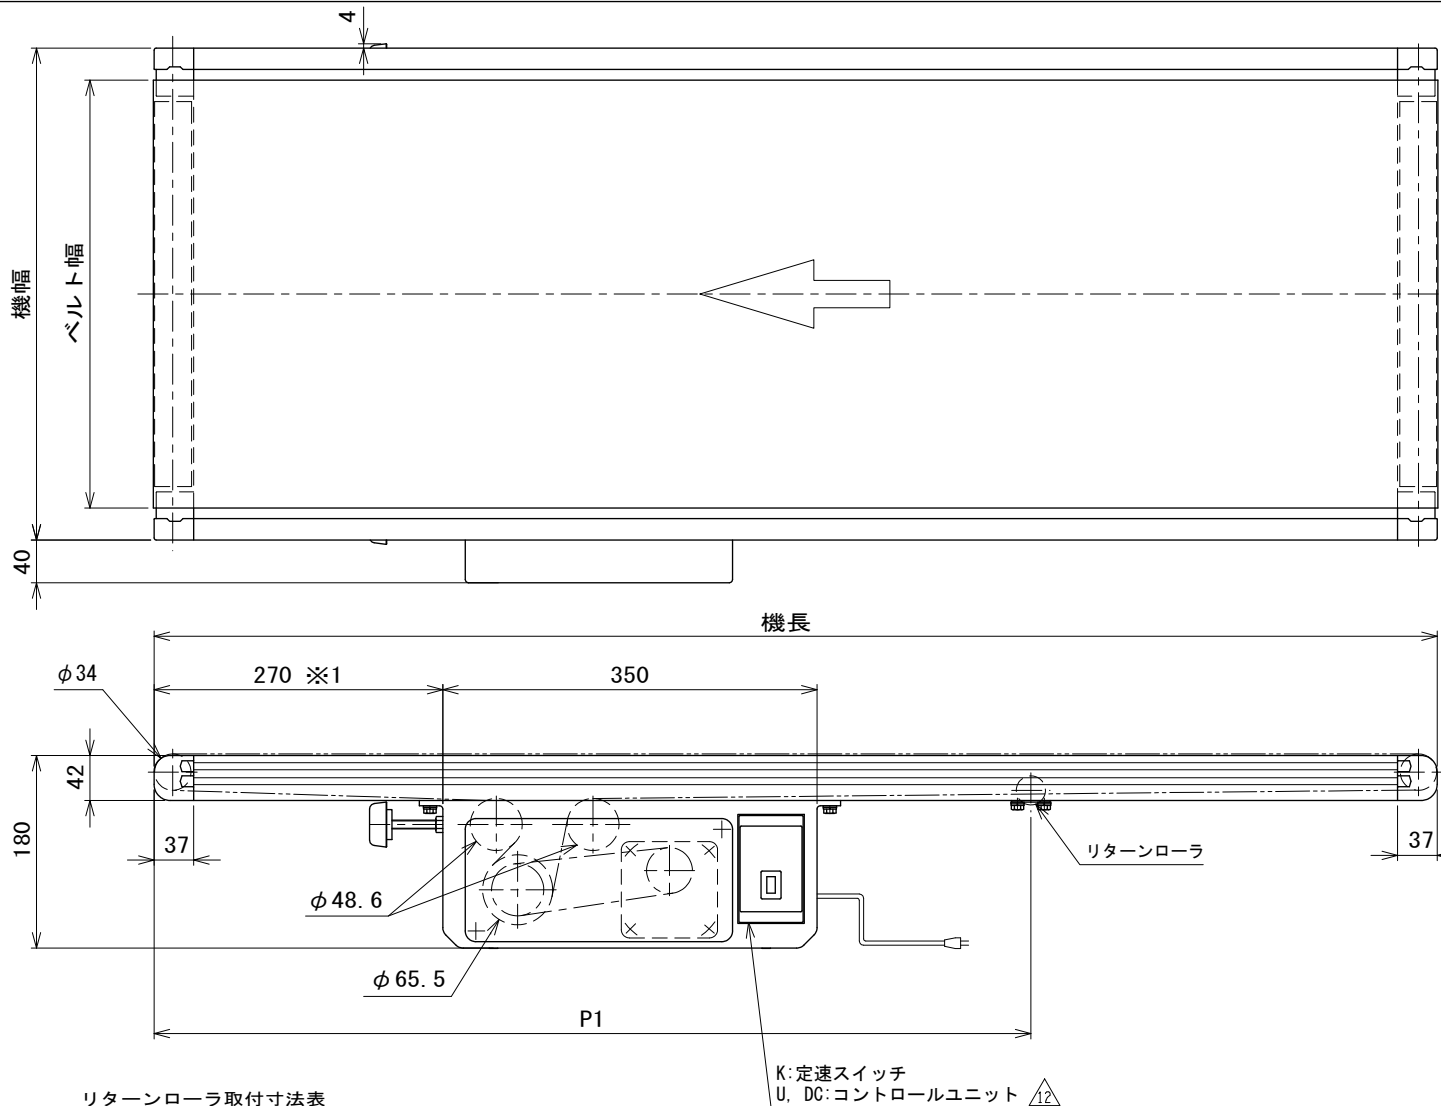 4
機幅
ベルト幅
40
機長
φ34
270 ※1
350
42
180
37
37
リターンローラ
φ48.6
φ65.5
P1
K:定速スイッチ
U, DC:コントロールユニット 12
リターンローラ取付寸法表